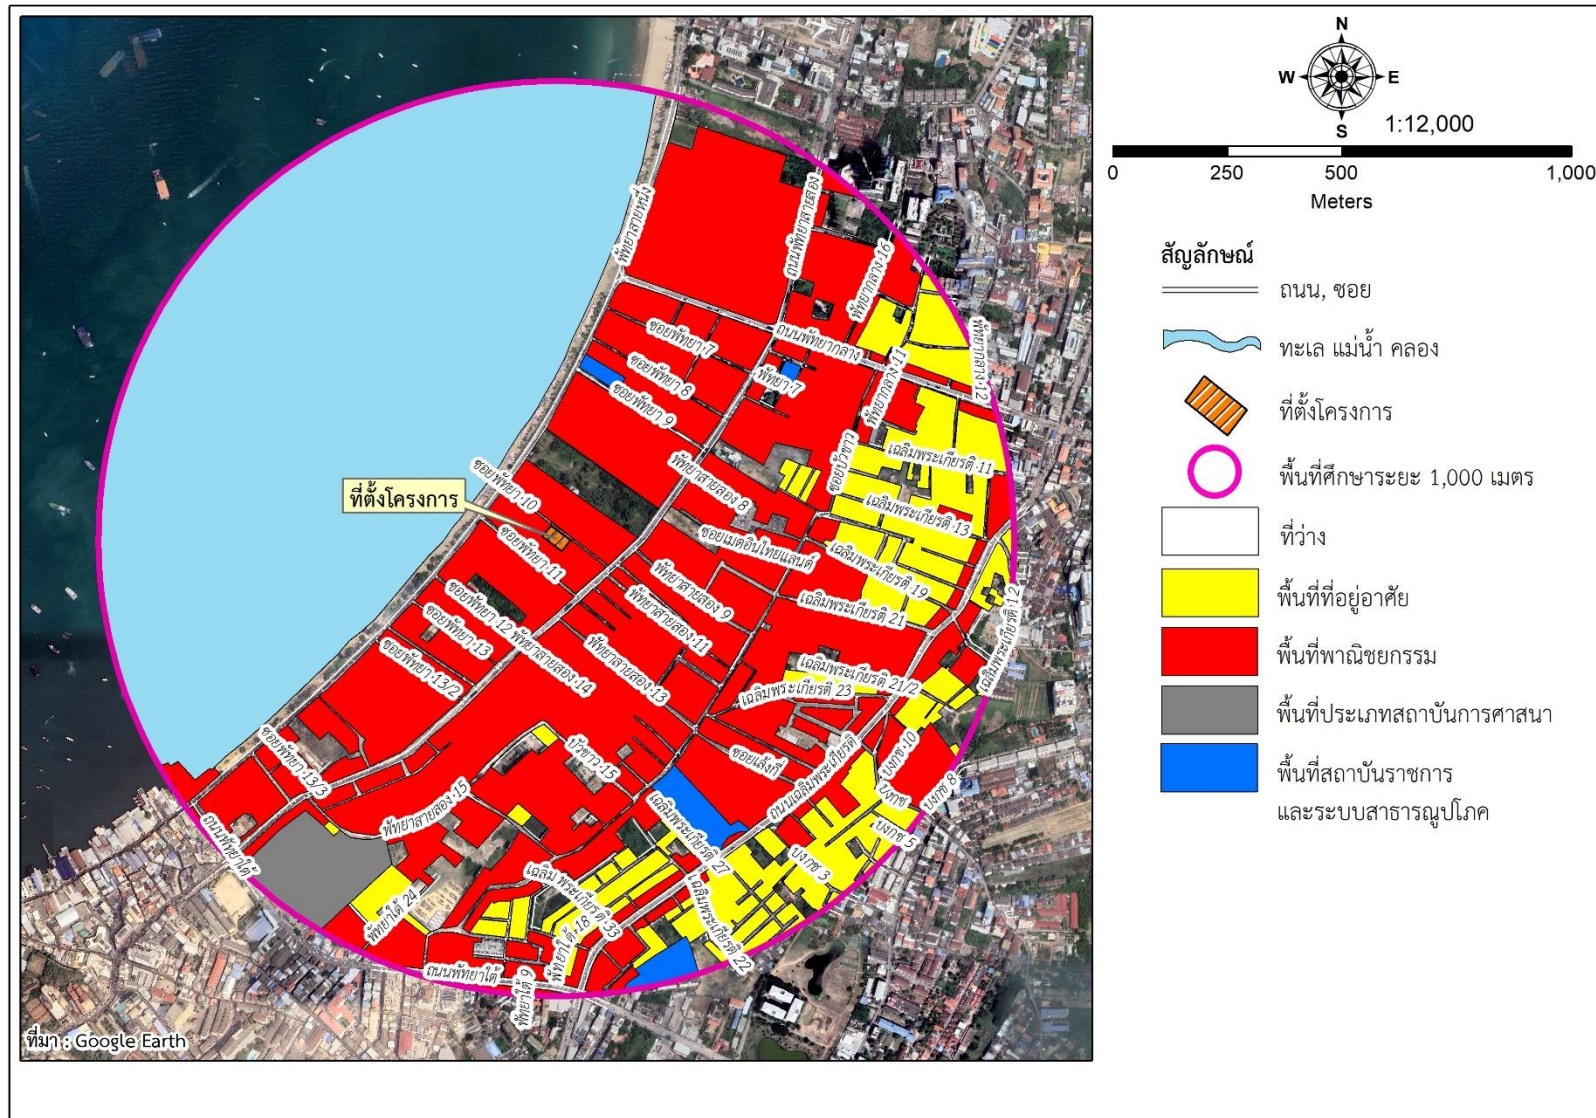 N
W
E
S
1:12,000
0
250
500
1,000
Meters
สัญลักษณ์
ถนน, ซอย
ทะเล แม่น้ำ คลอง
ที่ตั้งโครงการ
พื้นที่ศึกษาระยะ 1,000 เมตร
ที่ว่าง
พื้นที่ที่อยู่อาศัย
พื้นที่พาณิชยกรรม
พื้นที่ประเภทสถาบันการศาสนา
พื้นที่สถาบันราชการ
และระบบสาธารณูปโภค
พัทยาสายหนึ่ง
ถนนพัทยาสายสอง
พัทยากลาง 16
ถนนพัทยากลาง
พัทยากลาง 12
พัทยากลาง 11
ซอยพัทยา 7
พัทยา 7
ซอยพัทยา 8
ซอยพัทยา 9
ซอยบัวขาว
เฉลิมพระเกียรติ 11
พัทยาสายสอง 8
ซอยพัทยา 10
ที่ตั้งโครงการ
เฉลิมพระเกียรติ 13
ซอยเมดอินไทยแลนด์
ซอยพัทยา 11
เฉลิมพระเกียรติ 19
พัทยาสายสอง 9
เฉลิมพระเกียรติ 21
เฉลิมพระเกียรติ 12
ซอยพัทยา 12
พัทยาสายสอง 11
ซอยพัทยา 13
พัทยาสายสอง 14
พัทยาสายสอง 13
ซอยพัทยา 13/2
เฉลิมพระเกียรติ 21/2
เฉลิมพระเกียรติ 23
ซอยพัทยา 13/3
บัวขาว 15
ซอยเล้งกี่
ถนนเฉลิมพระเกียรติ
บงกช 10
บงกช
บงกช 8
พัทยาสายสอง 15
ถนนพัทยาใต้
เฉลิมพระเกียรติ 27
บงกช 5
บงกช 3
พัทยาใต้ 24
เฉลิม พระเกียรติ 33
พัทยาใต้ 18
เฉลิมพระเกียรติ 22
ถนนพัทยาใต้
พัทยาใต้ 9
ที่มา : Google Earth